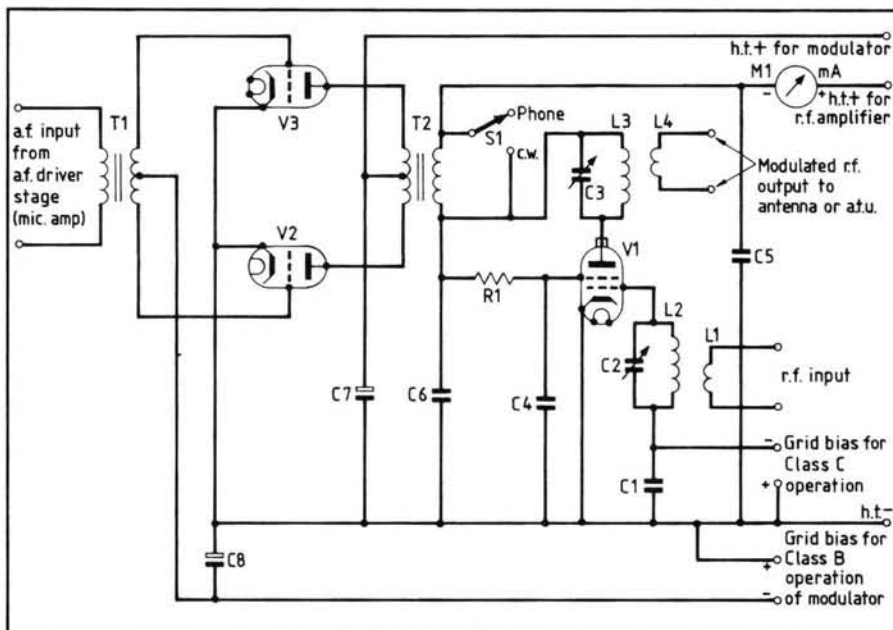 h.t.+ for modulator
M1
mA
-
+
h.t.+ for
r.f. amplifier
T1
V3
T2
Phone
S1
c.w.
L3
L4
a.f. input
from
a.f. driver
stage
(mic. amp)
C3
Modulated r.f.
output to
antenna or a.t.u.
V2
V1
C5
R1
L2
L1
C2
r.f. input
C7
C6
C4
- Grid bias for
Class C
+ operation
C1
h.t.-
C8
Grid bias for
+ Class B
operation
- of modulator